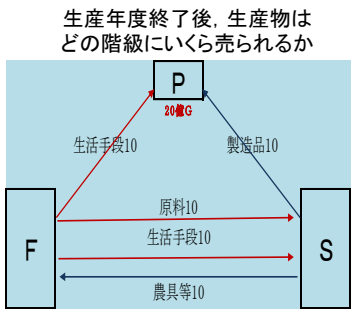 生産年度終了後，生産物は
どの階級にいくら売られるか
P
20億G
生活手段10
製造品10
原料10
生活手段10
F
S
農具等10